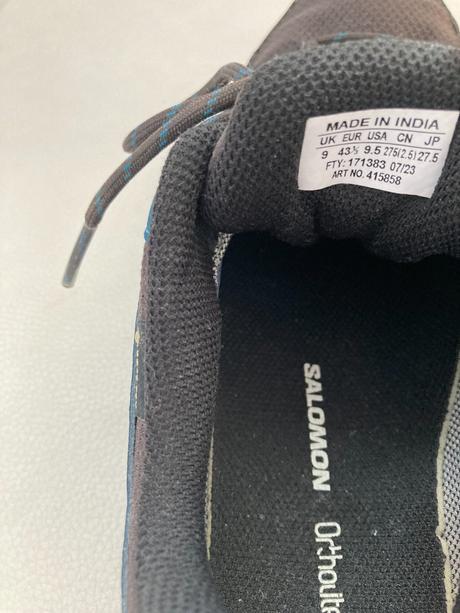 MADE IN INDIA
UK EUR USA CN JP
9 43⅓ 9.5 275(2.5) 27.5
FTY: 171383 07/23
ART NO. 415858
SALOMON
Ortholite